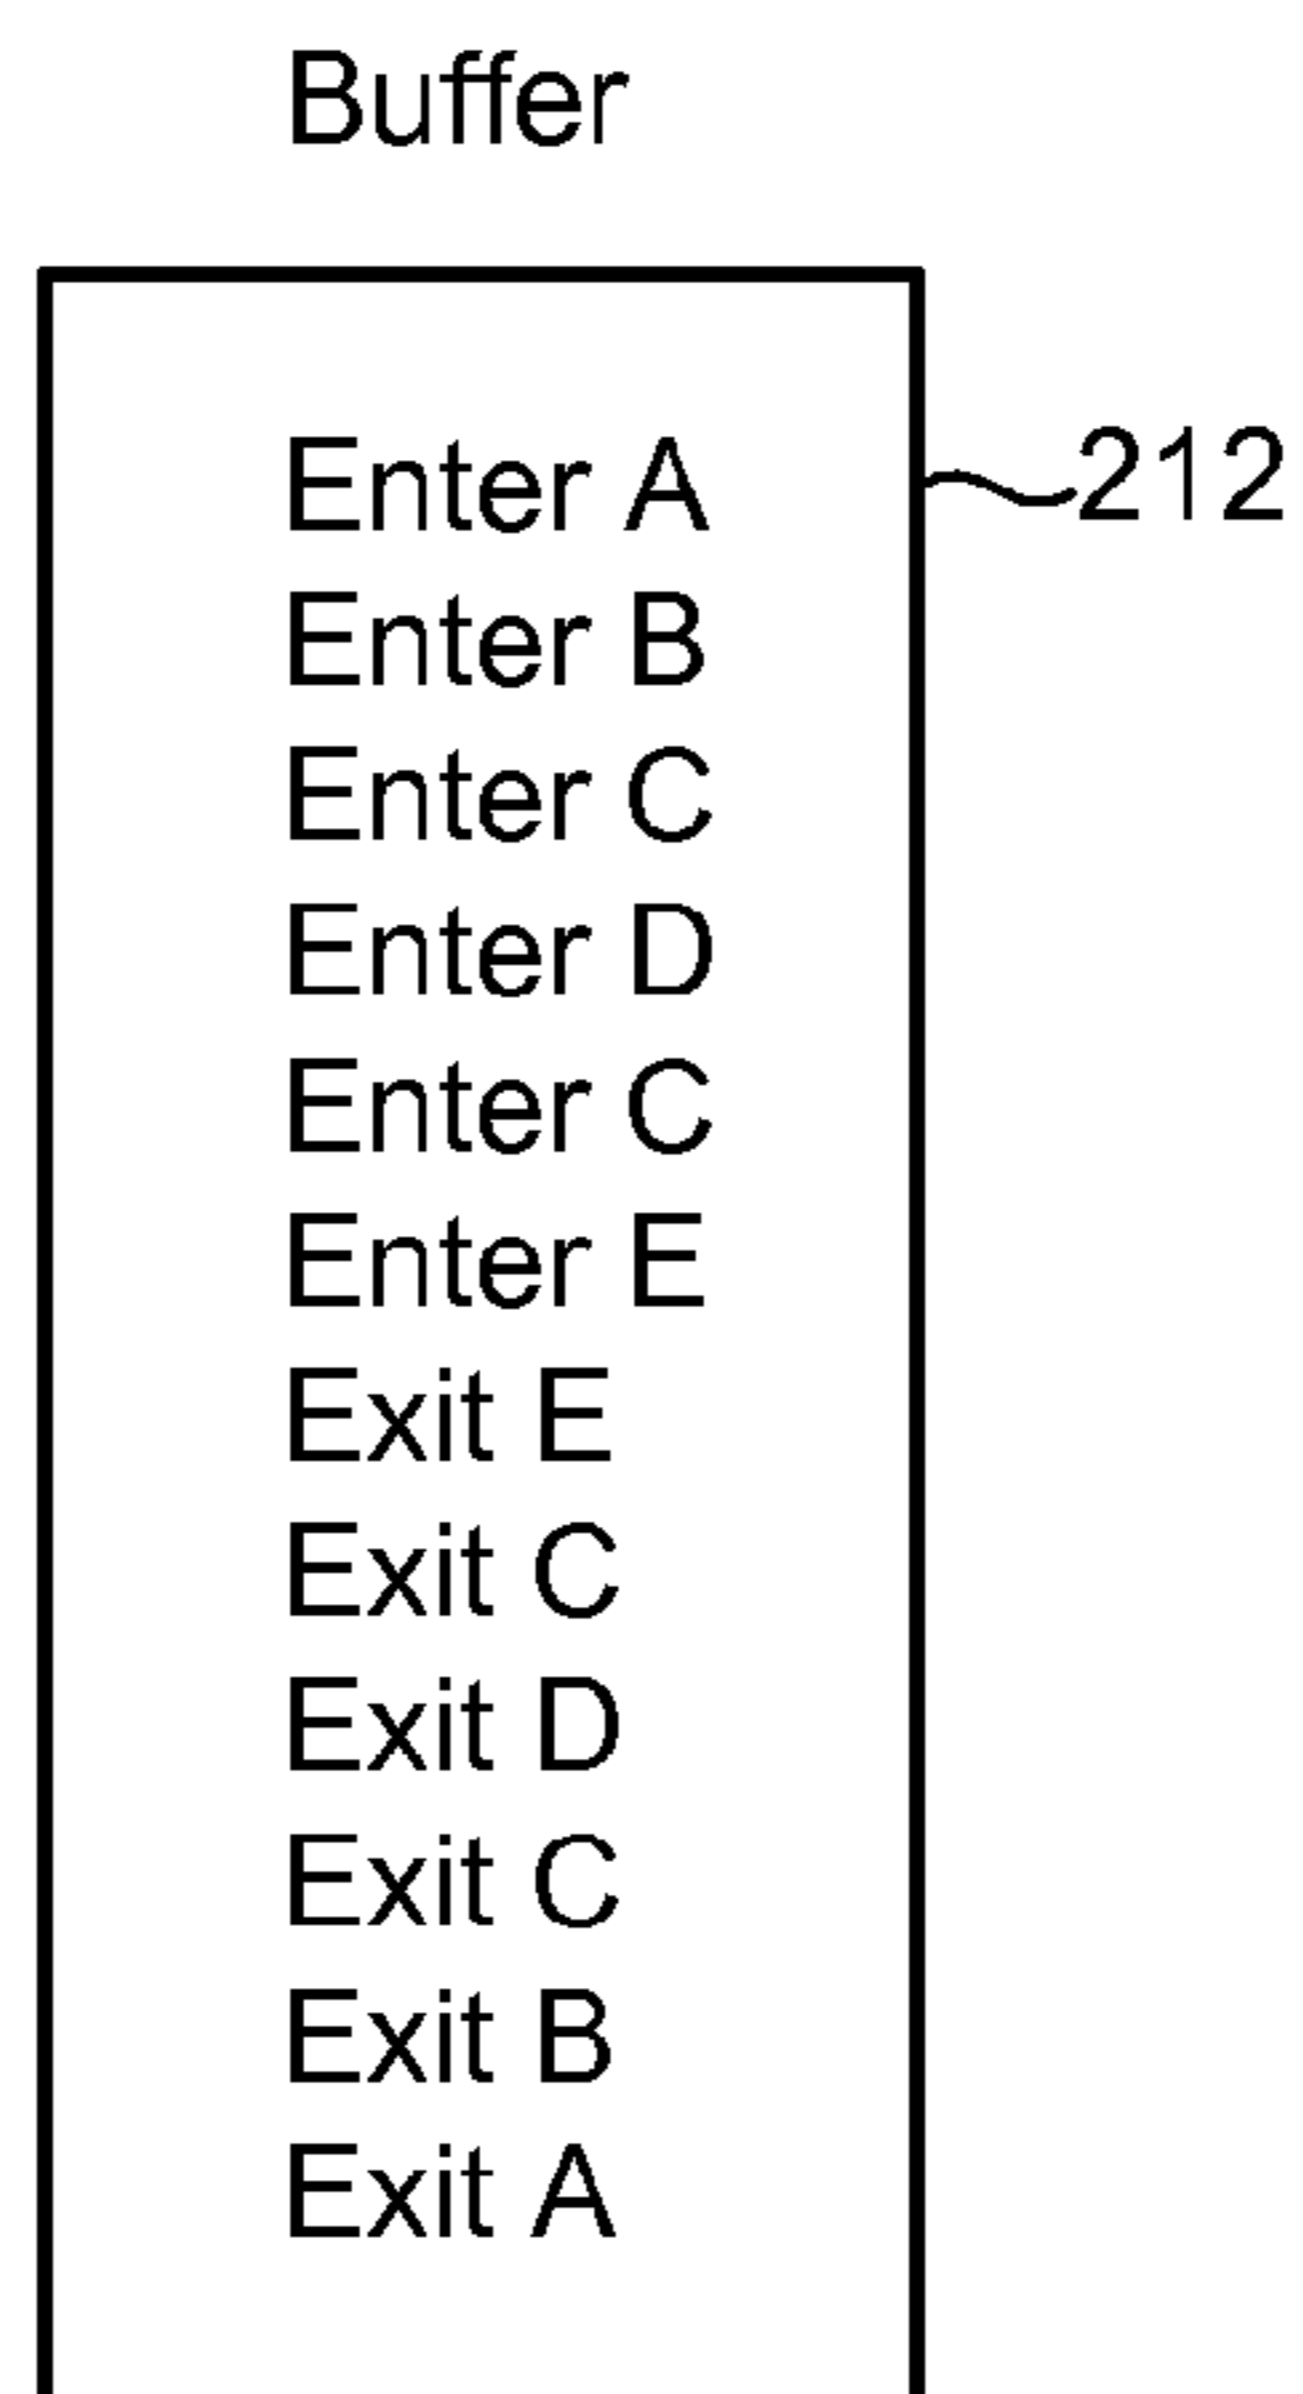 Buffer
Enter A
212
Enter B
Enter C
Enter D
Enter C
Enter E
Exit E
Exit C
Exit D
Exit C
Exit B
Exit A